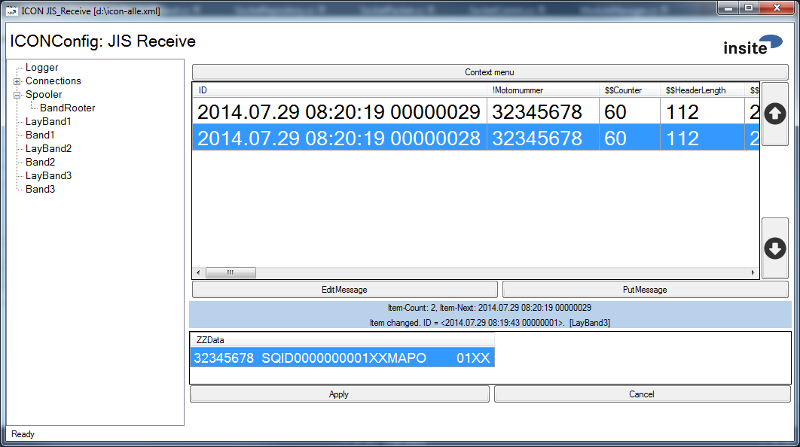 ICON JIS_Receive [d:\icon-alle.xml]
ICONConfig: JIS Receive
insite
Logger
Connections
Spooler
BandRooter
LayBand1
Band1
LayBand2
Band2
LayBand3
Band3
Context menu
ID !Motornummer $$Counter $$HeaderLength $$
2014.07.29 08:20:19 00000029 32345678 60 112 2
2014.07.29 08:20:19 00000028 32345678 60 112 2
EditMessage PutMessage
Item-Count: 2, Item-Next: 2014.07.29 08:20:19 00000029
Item changed. ID = <2014.07.29 08:19:43 00000001>. [LayBand3]
ZZData
32345678 SQID0000000001XXMAPO 01XX
Apply Cancel
Ready